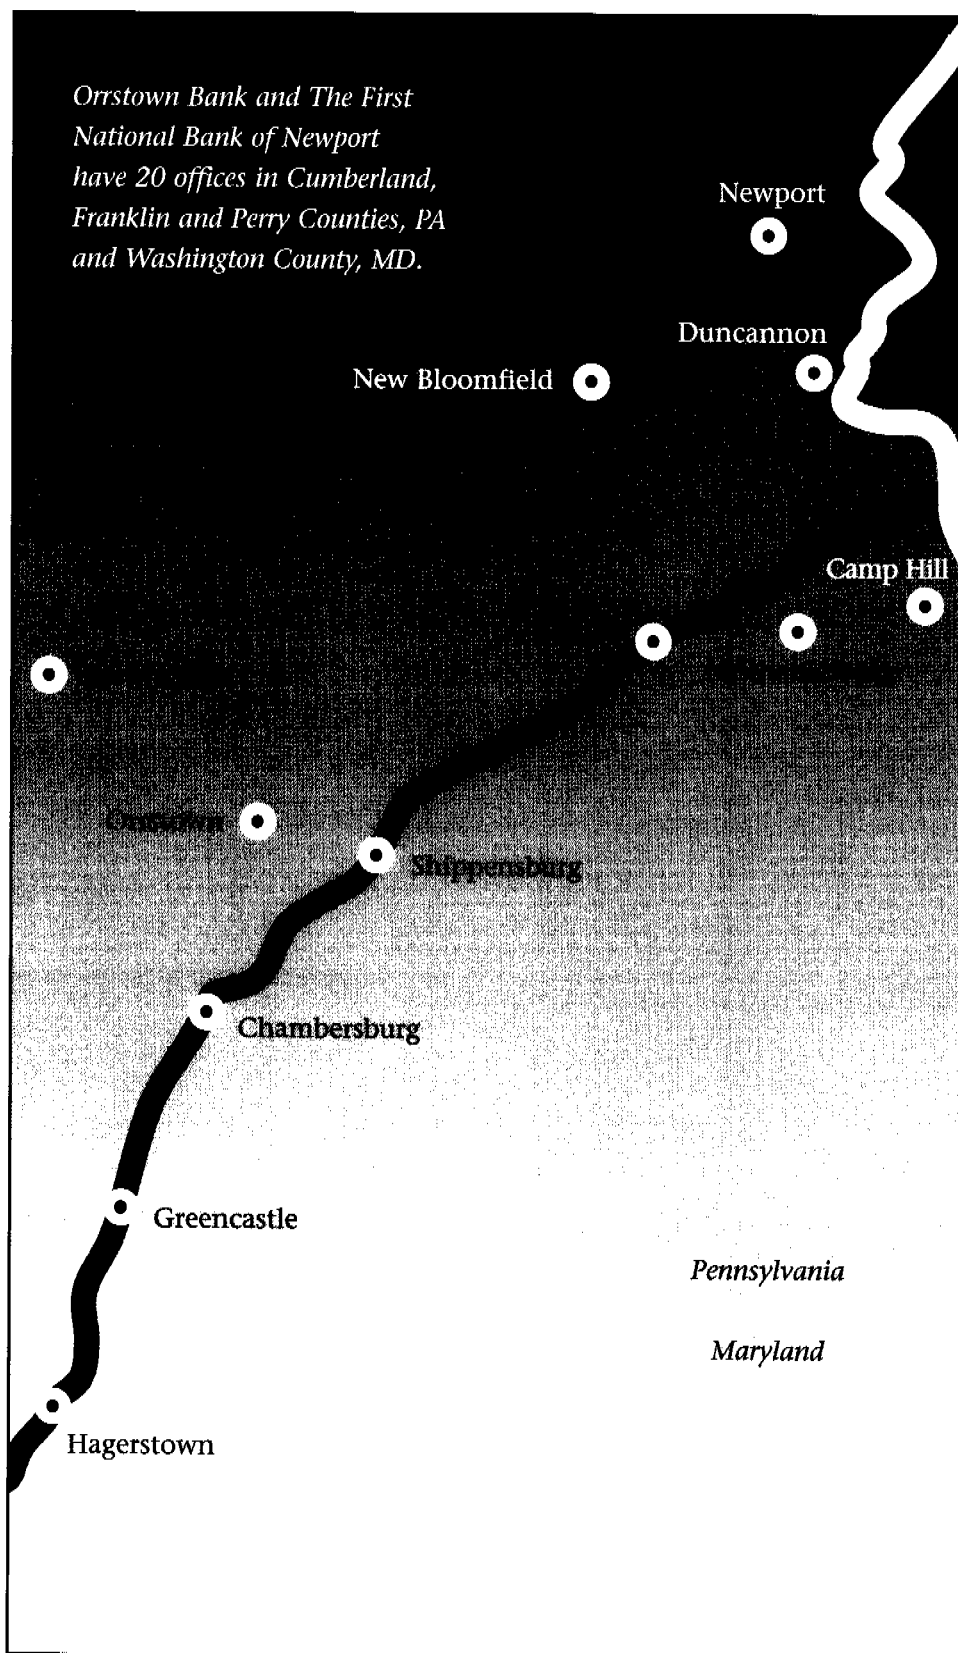 Orrstown Bank and The First
National Bank of Newport
have 20 offices in Cumberland,
Franklin and Perry Counties, PA
and Washington County, MD.
Newport
Duncannon
New Bloomfield
Camp Hill
Orrstown
Shippensburg
Chambersburg
Greencastle
Pennsylvania
Maryland
Hagerstown